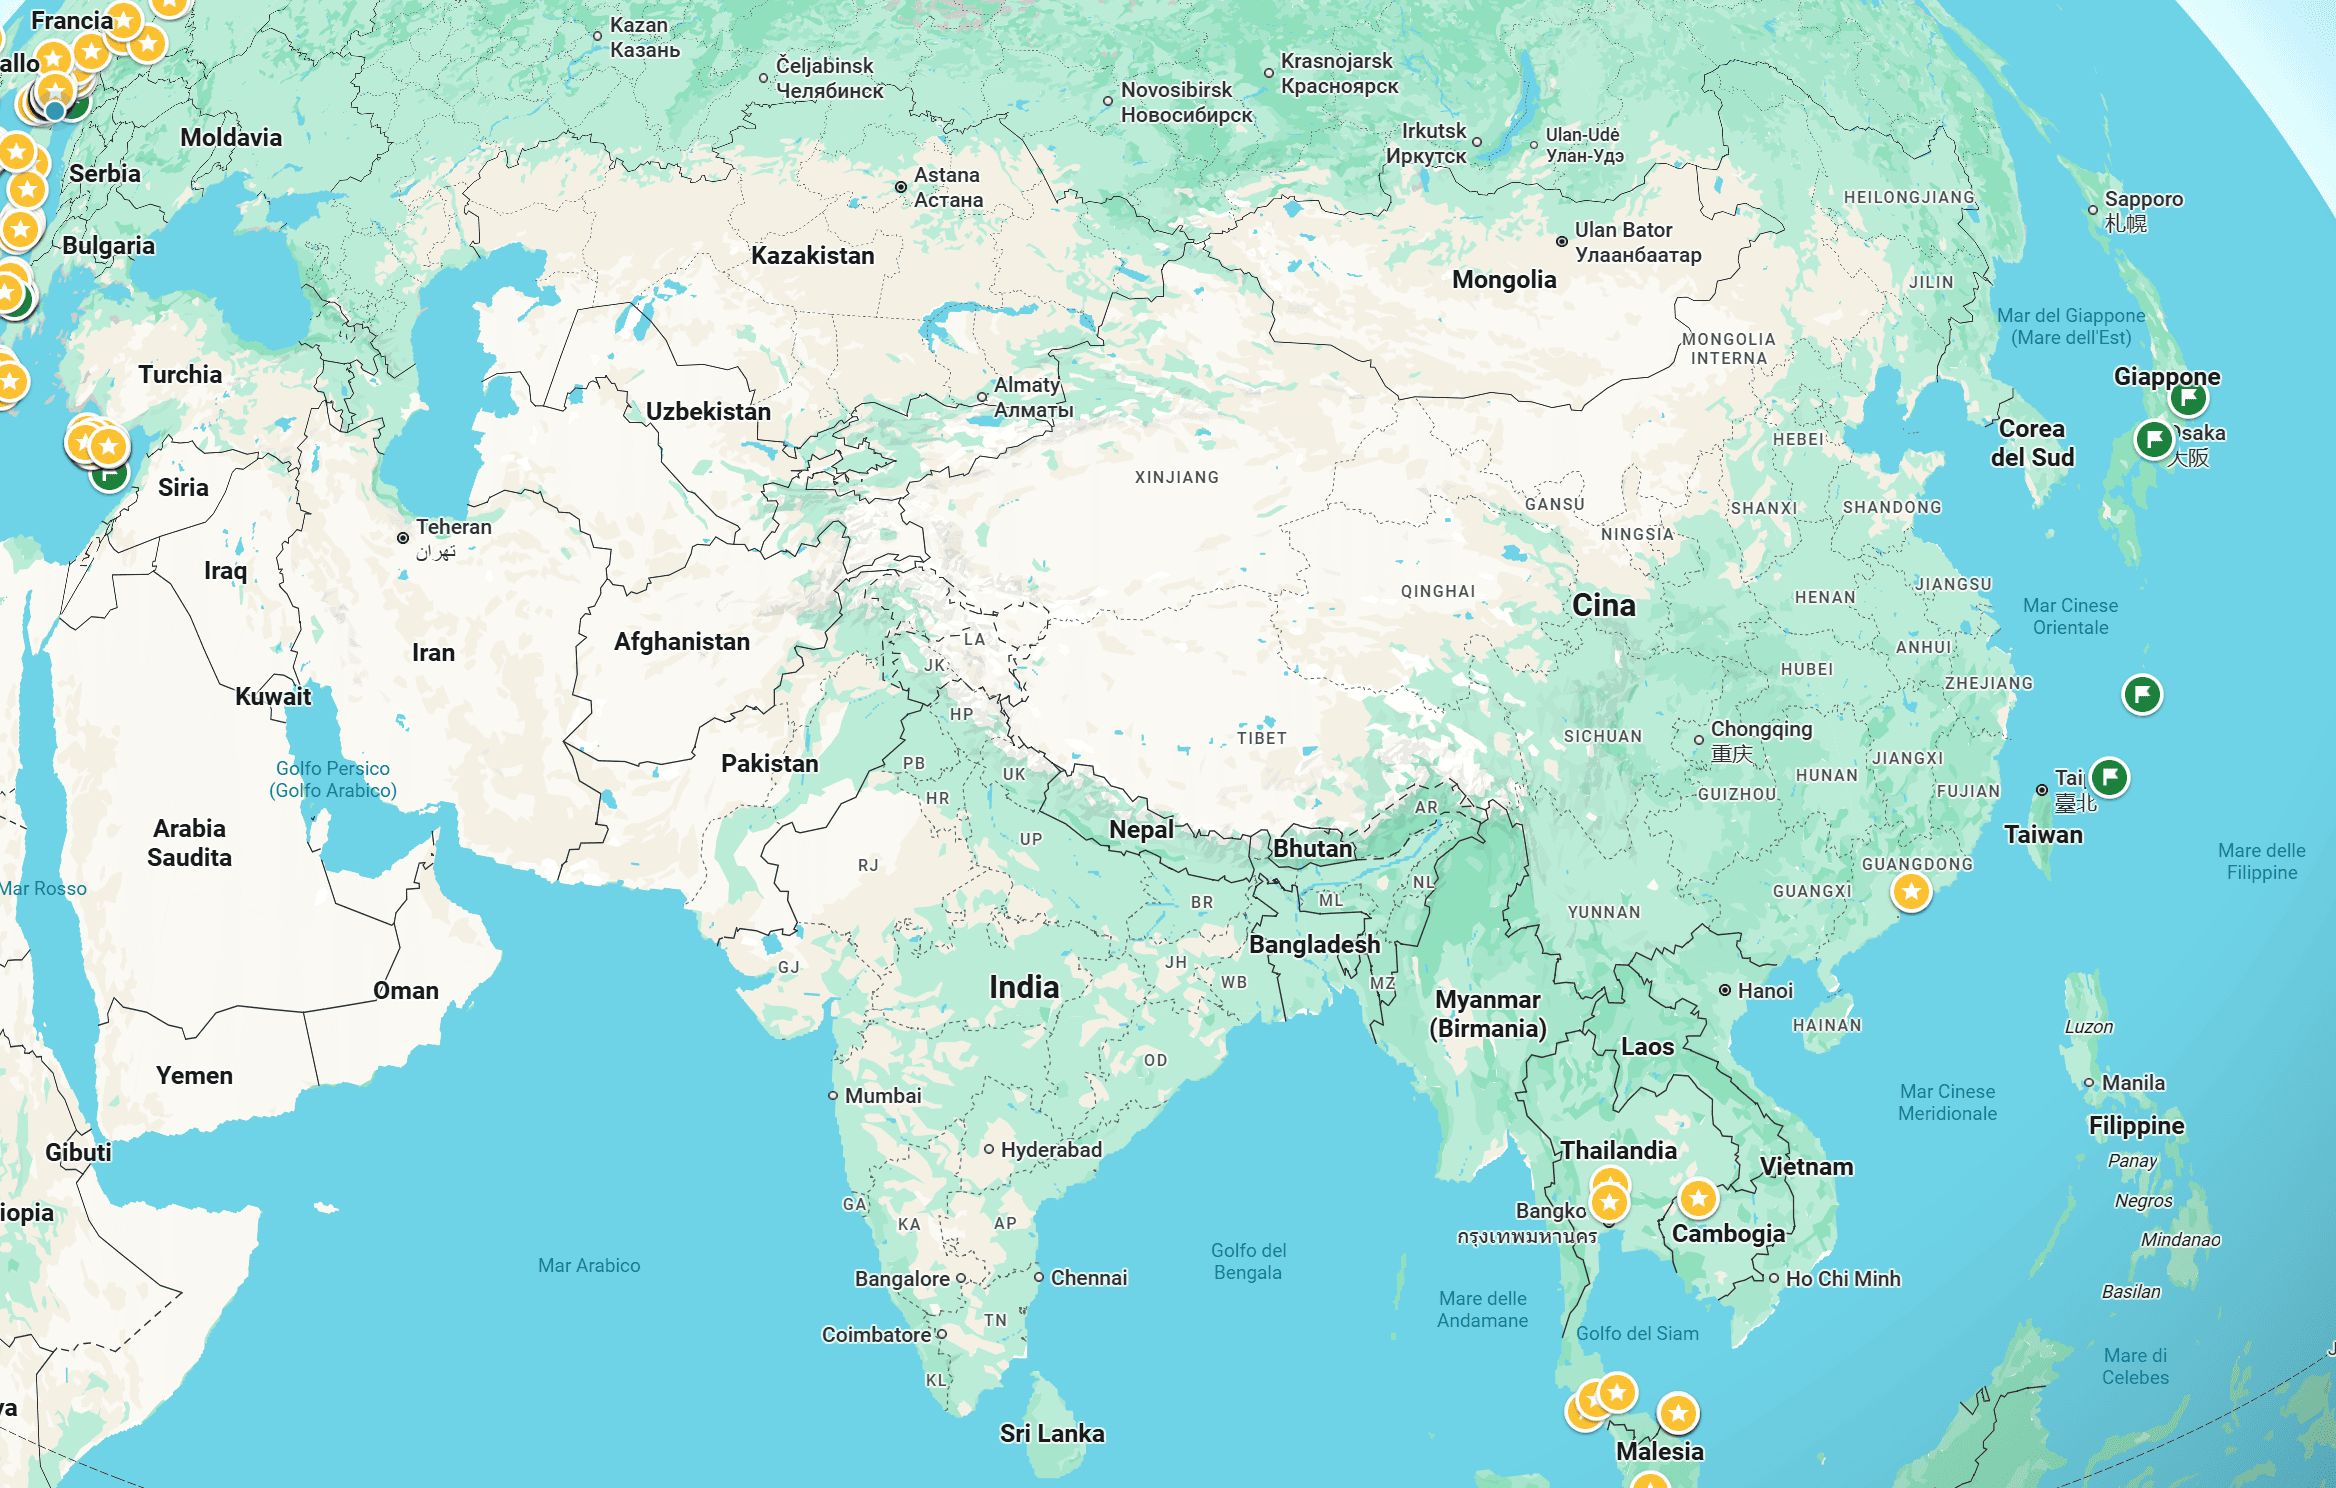 Francia
Kazan
Казань
Čeljabinsk
Челябинск
Krasnojarsk
Красноярск
Novosibirsk
Новосибирск
Irkutsk
Иркутск
Ulan-Udė
Улан-Удэ
Moldavia
Serbia
Bulgaria
Astana
Астана
Kazakistan
HEILONGJIANG
Sapporo
札幌
Ulan Bator
Улаанбаатар
Mongolia
JILIN
Mar del Giappone
(Mare dell'Est)
MONGOLIA
INTERNA
Turchia
Giappone
Almaty
Алматы
Uzbekistan
Corea
del Sud
HEBEI
大阪
Siria
XINJIANG
GANSU
SHANXI
SHANDONG
Teheran
تهران
NINGSIA
Iraq
QINGHAI
Cina
HENAN
JIANGSU
Mar Cinese
Orientale
Afghanistan
Iran
LA
JK
ANHUI
HUBEI
ZHEJIANG
Kuwait
HP
TIBET
SICHUAN
Chongqing
重庆
Golfo Persico
(Golfo Arabico)
Pakistan
PB
UK
JIANGXI
HUNAN
GUIZHOU
FUJIAN
HR
AR
臺北
Taiwan
Arabia
Saudita
UP
Nepal
Bhutan
RJ
GUANGDONG
Mare delle
Filippine
Mar Rosso
NL
GUANGXI
BR
ML
YUNNAN
Bangladesh
GJ
JH
WB
MZ
India
Oman
Myanmar
(Birmania)
Hanoi
HAINAN
Luzon
Laos
OD
Yemen
Mumbai
Manila
Mar Cinese
Meridionale
Filippine
Gibuti
Hyderabad
Thailandia
Vietnam
Panay
Negros
GA
KA
AP
กรุงเทพมหานคร
Cambogia
Mindanao
Mar Arabico
Golfo del
Bengala
Bangalore
Chennai
Ho Chi Minh
Basilan
Mare delle
Andamane
TN
Coimbatore
Golfo del Siam
Mare di
Celebes
KL
Sri Lanka
Malesia